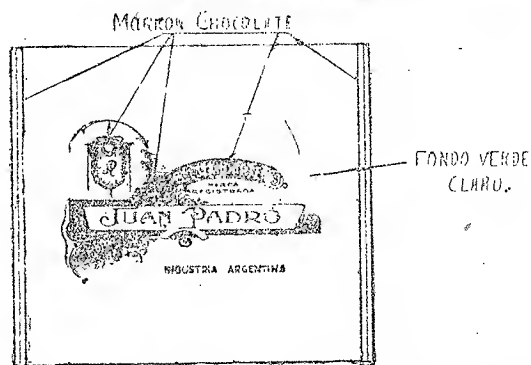 MARRON CHOCOLATE
FONDO VERDE
CLARO.
MARCA
REGISTRADA
JUAN PADRÓ
INDUSTRIA ARGENTINA